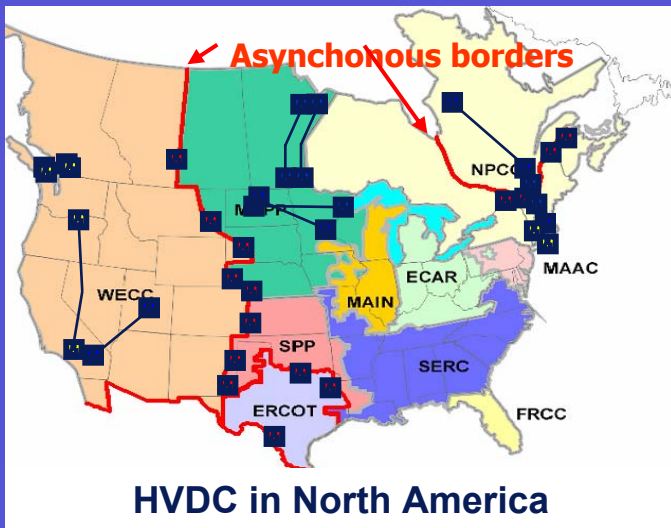 Asynchonous borders
NPCC
MAPP
MAAC
ECAR
WECC
MAIN
SPP
SERC
ERCOT
FRCC
HVDC in North America